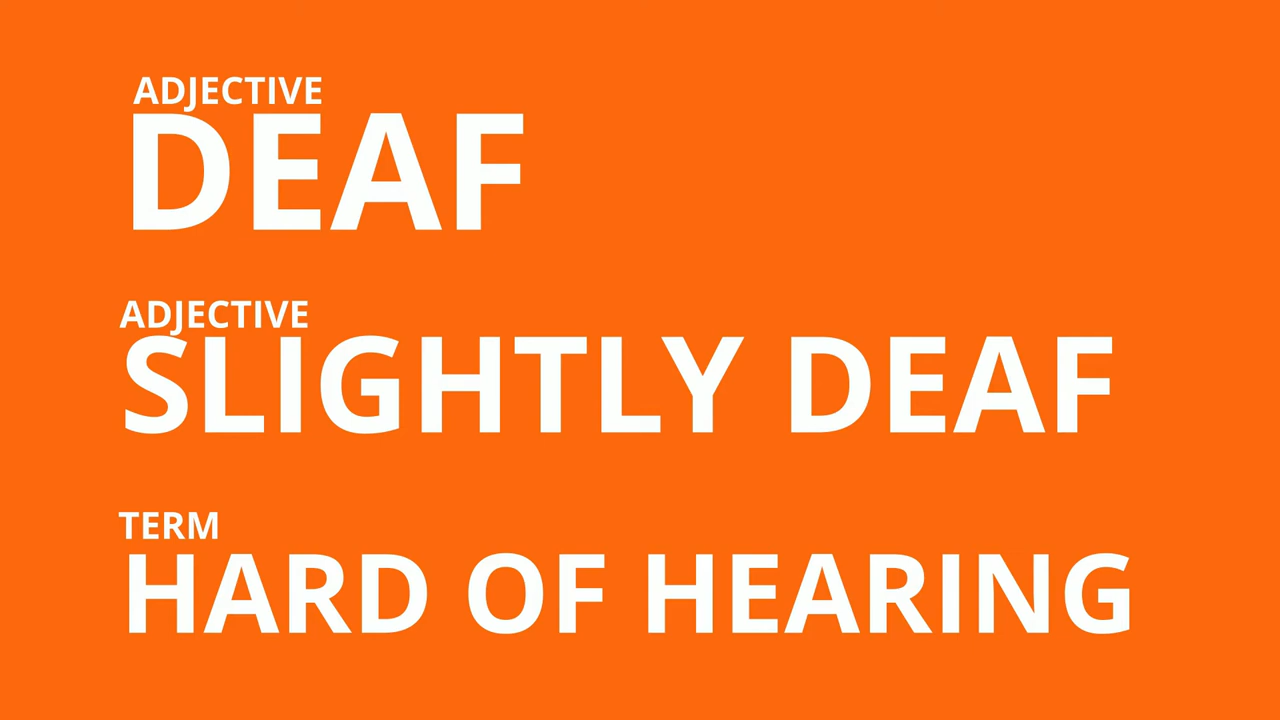 ADJECTIVE
DEAF
ADJECTIVE
SLIGHTLY DEAF
TERM
HARD OF HEARING